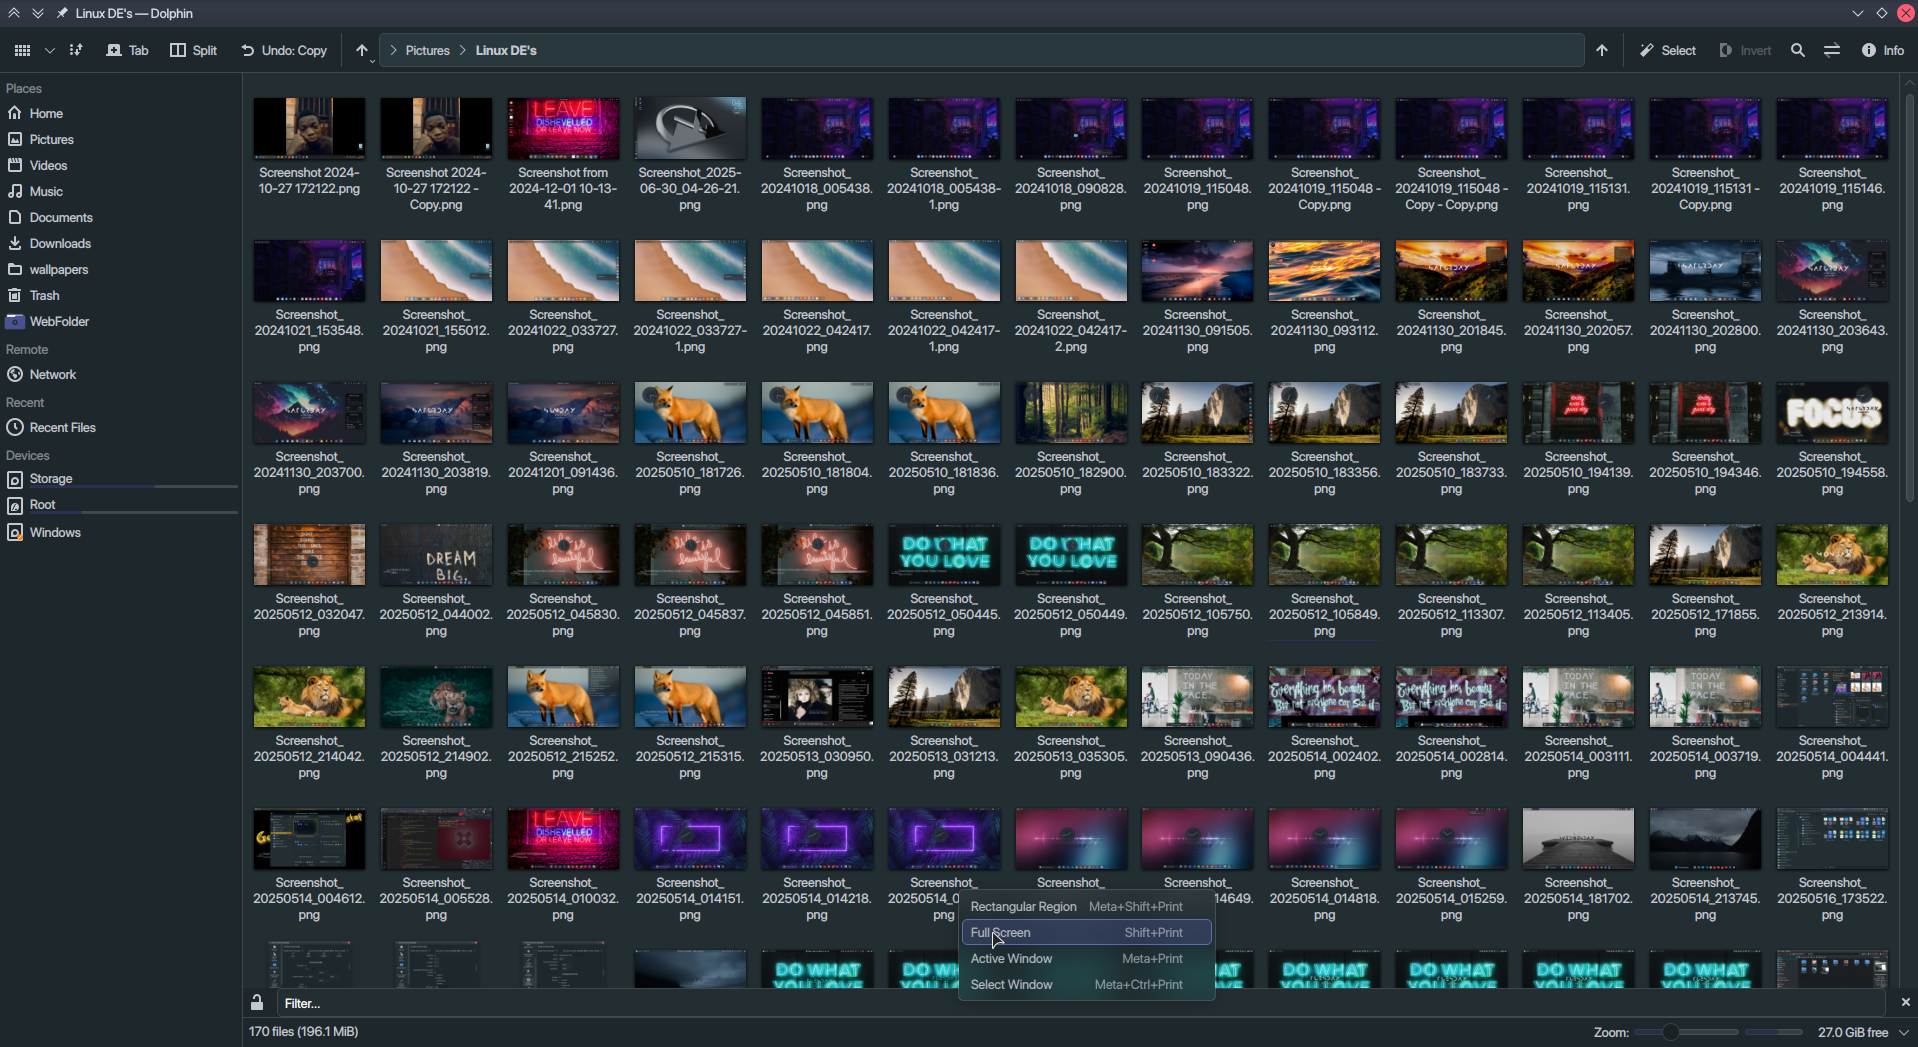 Linux DE's — Dolphin
Tab
Split
Undo: Copy
Pictures
Linux DE's
Select
Invert
Info
Places
Home
Pictures
Videos
Music
Documents
Downloads
wallpapers
Trash
WebFolder
Remote
Network
Recent
Recent Files
Devices
Storage
Root
Windows
Screenshot 2024-10-27 172122.png
Screenshot 2024-10-27 172122 - Copy.png
Screenshot from 2024-12-01 10-13-41.png
Screenshot_2025-06-30_04-26-21.png
Screenshot_20241018_005438.png
Screenshot_20241018_005438-1.png
Screenshot_20241018_090828.png
Screenshot_20241019_115048.png
Screenshot_20241019_115048 - Copy.png
Screenshot_20241019_115048 - Copy - Copy.png
Screenshot_20241019_115131.png
Screenshot_20241019_115131 - Copy.png
Screenshot_20241019_115146.png
Screenshot_20241021_153548.png
Screenshot_20241021_155012.png
Screenshot_20241022_033727.png
Screenshot_20241022_033727-1.png
Screenshot_20241022_042417.png
Screenshot_20241022_042417-1.png
Screenshot_20241022_042417-2.png
Screenshot_20241130_091505.png
Screenshot_20241130_093112.png
Screenshot_20241130_201845.png
Screenshot_20241130_202057.png
Screenshot_20241130_202800.png
Screenshot_20241130_203643.png
Screenshot_20241130_203700.png
Screenshot_20241130_203819.png
Screenshot_20241201_091436.png
Screenshot_20250510_181726.png
Screenshot_20250510_181804.png
Screenshot_20250510_181836.png
Screenshot_20250510_182900.png
Screenshot_20250510_183322.png
Screenshot_20250510_183356.png
Screenshot_20250510_183733.png
Screenshot_20250510_194139.png
Screenshot_20250510_194346.png
Screenshot_20250510_194558.png
Screenshot_20250512_032047.png
Screenshot_20250512_044002.png
Screenshot_20250512_045830.png
Screenshot_20250512_045837.png
Screenshot_20250512_045851.png
Screenshot_20250512_050445.png
Screenshot_20250512_050449.png
Screenshot_20250512_105750.png
Screenshot_20250512_105849.png
Screenshot_20250512_113307.png
Screenshot_20250512_113405.png
Screenshot_20250512_171855.png
Screenshot_20250512_213914.png
Screenshot_20250512_214042.png
Screenshot_20250512_214902.png
Screenshot_20250512_215252.png
Screenshot_20250512_215315.png
Screenshot_20250513_030950.png
Screenshot_20250513_031213.png
Screenshot_20250513_035305.png
Screenshot_20250513_090436.png
Screenshot_20250514_002402.png
Screenshot_20250514_002814.png
Screenshot_20250514_003111.png
Screenshot_20250514_003719.png
Screenshot_20250514_004441.png
Screenshot_20250514_004612.png
Screenshot_20250514_005528.png
Screenshot_20250514_010032.png
Screenshot_20250514_014151.png
Screenshot_20250514_014218.png
Screenshot_20250514_0
Screenshot_
Screenshot_
14649.
png
Screenshot_20250514_014818.png
Screenshot_20250514_015259.png
Screenshot_20250514_181702.png
Screenshot_20250514_213745.png
Screenshot_20250516_173522.png
Rectangular Region Meta+Shift+Print
Full Screen Shift+Print
Active Window Meta+Print
Select Window Meta+Ctrl+Print
Filter...
170 files (196.1 MiB)
Zoom:
27.0 GiB free